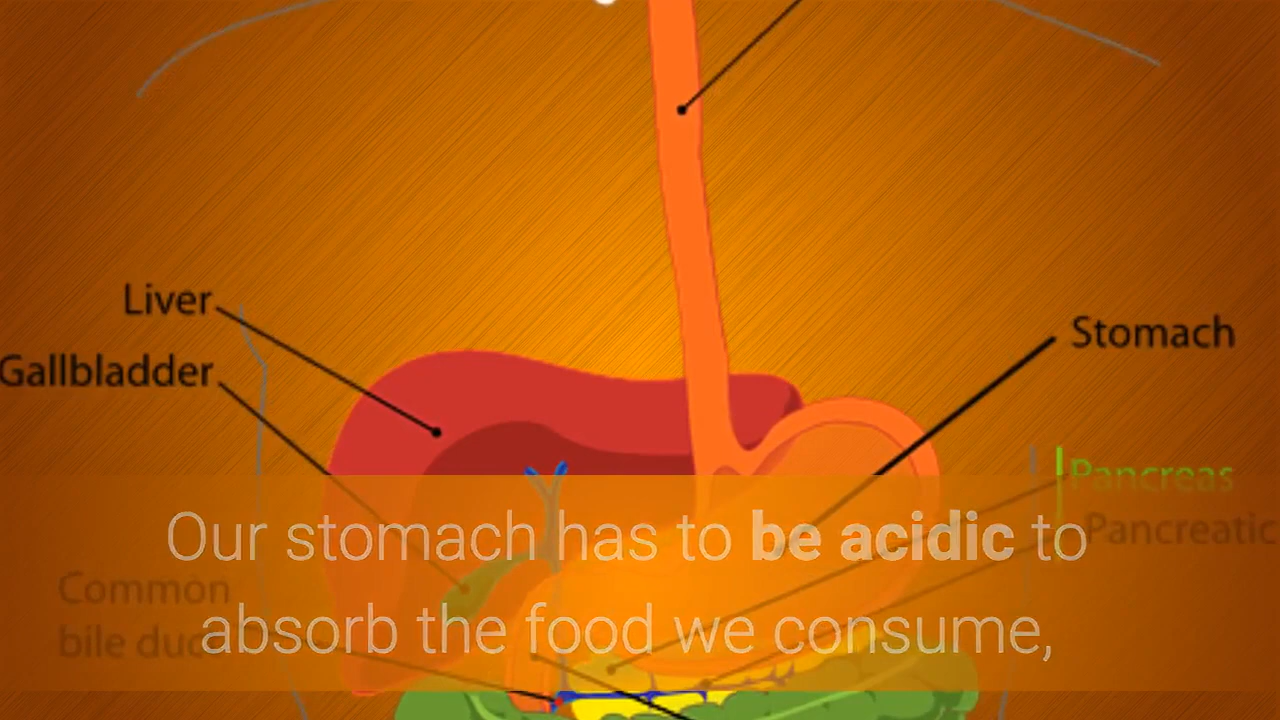 Liver
Gallbladder
Stomach
Pancreas
Pancreatic
Common
bile duct
Our stomach has to be acidic to
absorb the food we consume,